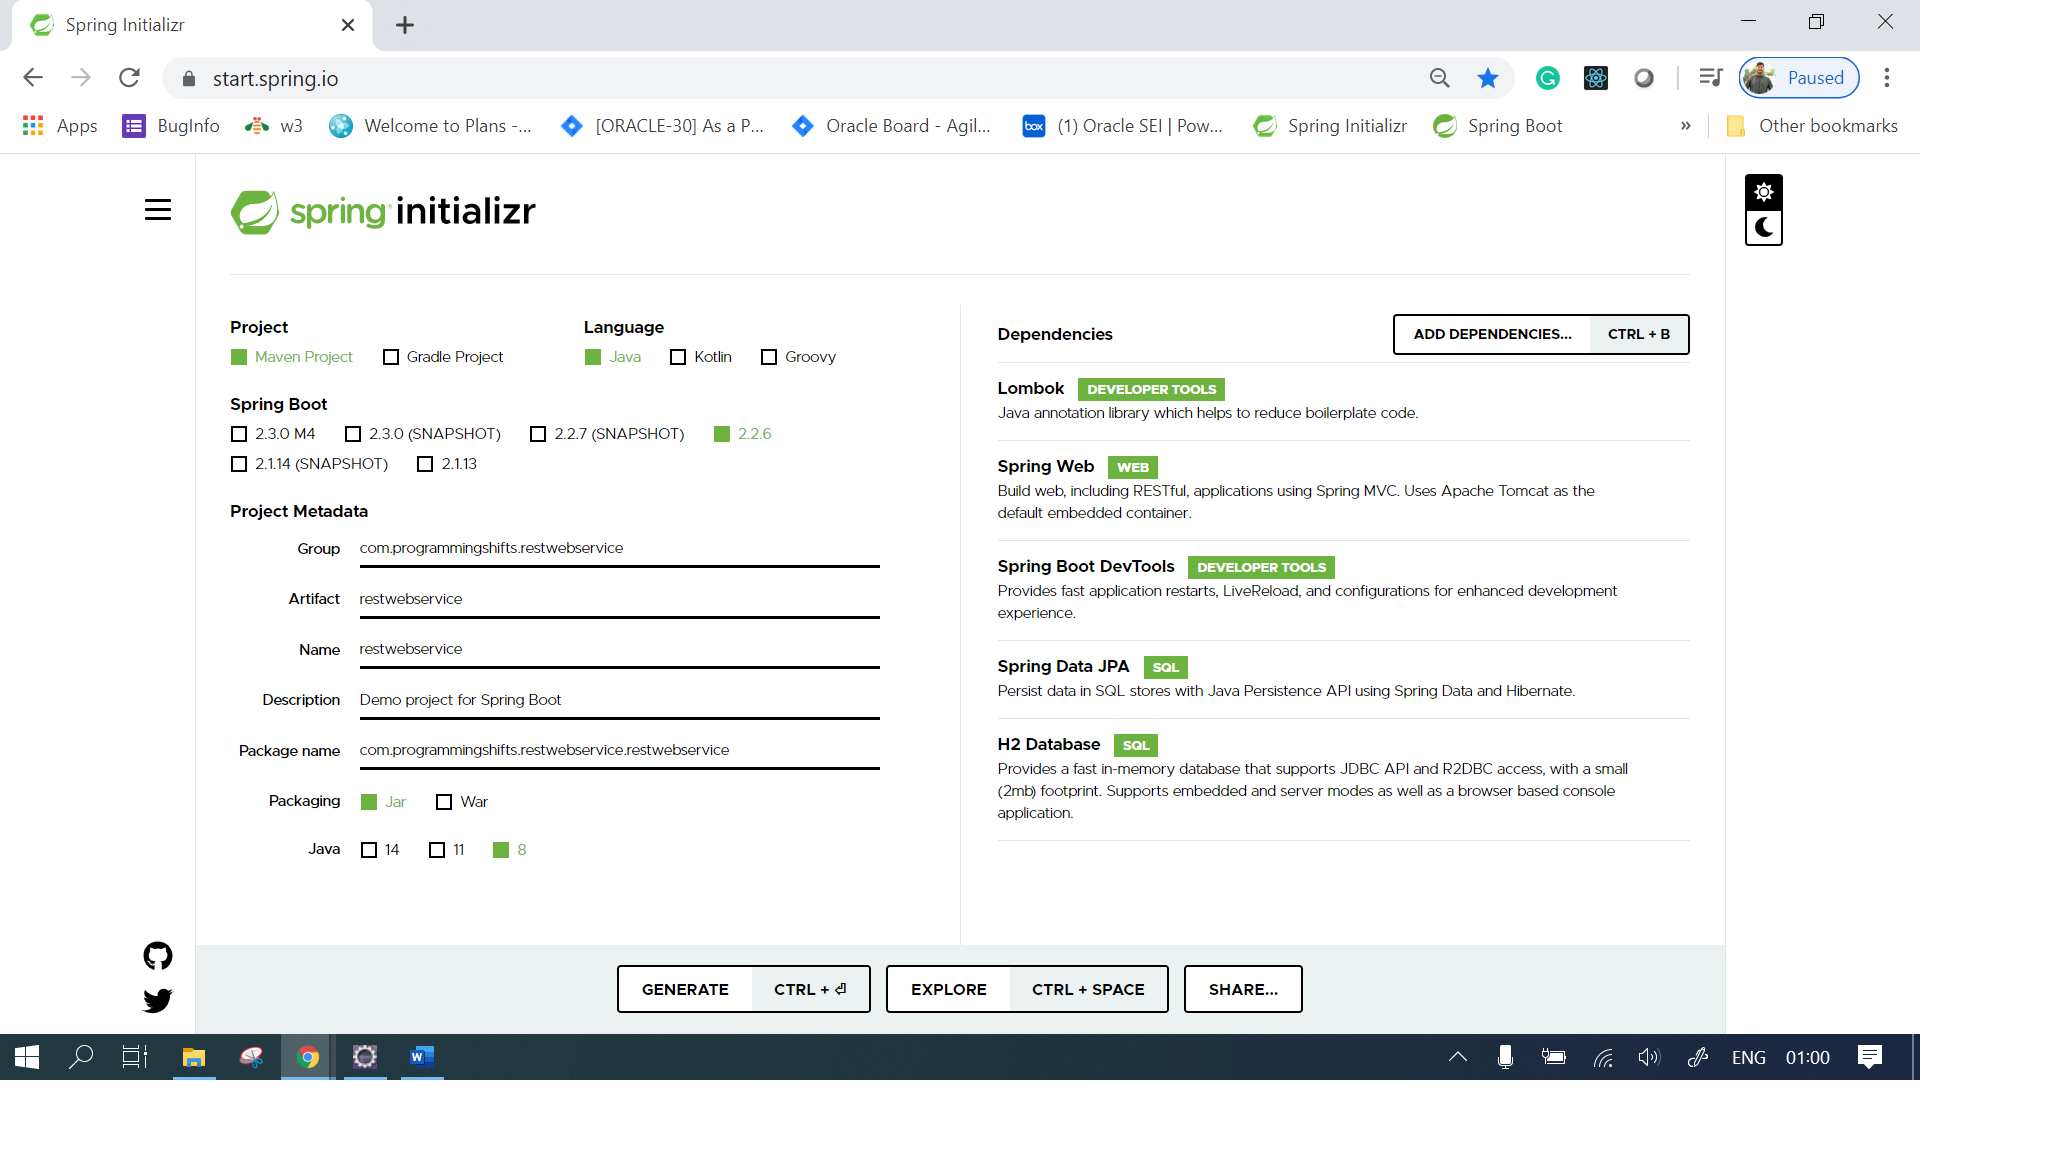 Spring Initializr
start.spring.io
Paused
Apps
BugInfo
w3
Welcome to Plans -...
[ORACLE-30] As a P...
Oracle Board - Agil...
box
(1) Oracle SEI | Pow...
Spring Initializr
Spring Boot
»
Other bookmarks
spring initializr
Project
Maven Project Gradle Project
Language
Java Kotlin Groovy
Spring Boot
2.3.0 M4 2.3.0 (SNAPSHOT) 2.2.7 (SNAPSHOT) 2.2.6
2.1.14 (SNAPSHOT) 2.1.13
Project Metadata
Group com.programmingshifts.restwebservice
Artifact restwebservice
Name restwebservice
Description Demo project for Spring Boot
Package name com.programmingshifts.restwebservice.restwebservice
Packaging Jar War
Java 14 11 8
Dependencies
ADD DEPENDENCIES... CTRL + B
Lombok DEVELOPER TOOLS
Java annotation library which helps to reduce boilerplate code.
Spring Web WEB
Build web, including RESTful, applications using Spring MVC. Uses Apache Tomcat as the
default embedded container.
Spring Boot DevTools DEVELOPER TOOLS
Provides fast application restarts, LiveReload, and configurations for enhanced development
experience.
Spring Data JPA SQL
Persist data in SQL stores with Java Persistence API using Spring Data and Hibernate.
H2 Database SQL
Provides a fast in-memory database that supports JDBC API and R2DBC access, with a small
(2mb) footprint. Supports embedded and server modes as well as a browser based console
application.
GENERATE CTRL + ⏎
EXPLORE CTRL + SPACE
SHARE...
ENG 01:00